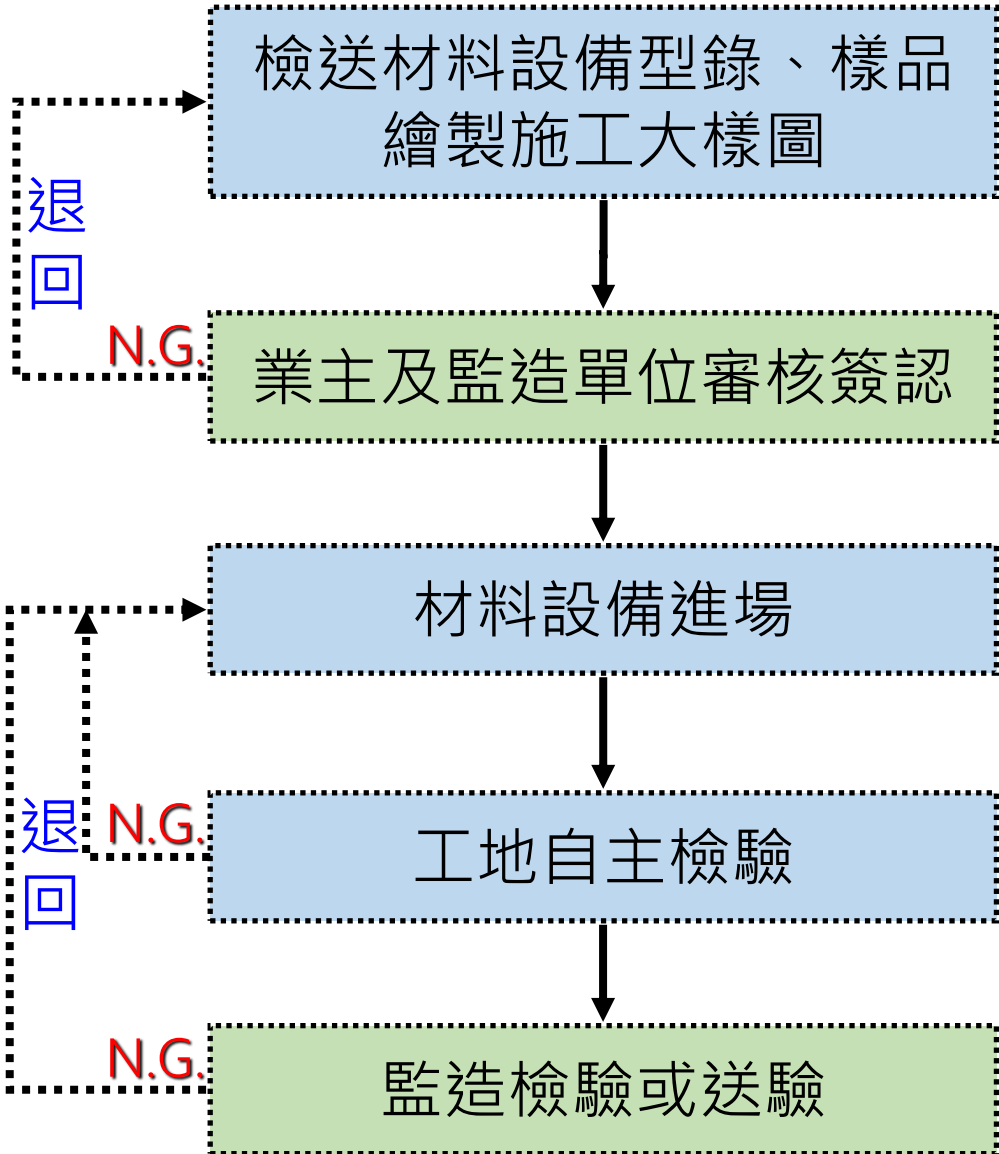 檢送材料設備型錄、樣品
繪製施工大樣圖
退
回
N.G.
業主及監造單位審核簽認
材料設備進場
退
回
N.G.
工地自主檢驗
N.G.
監造檢驗或送驗